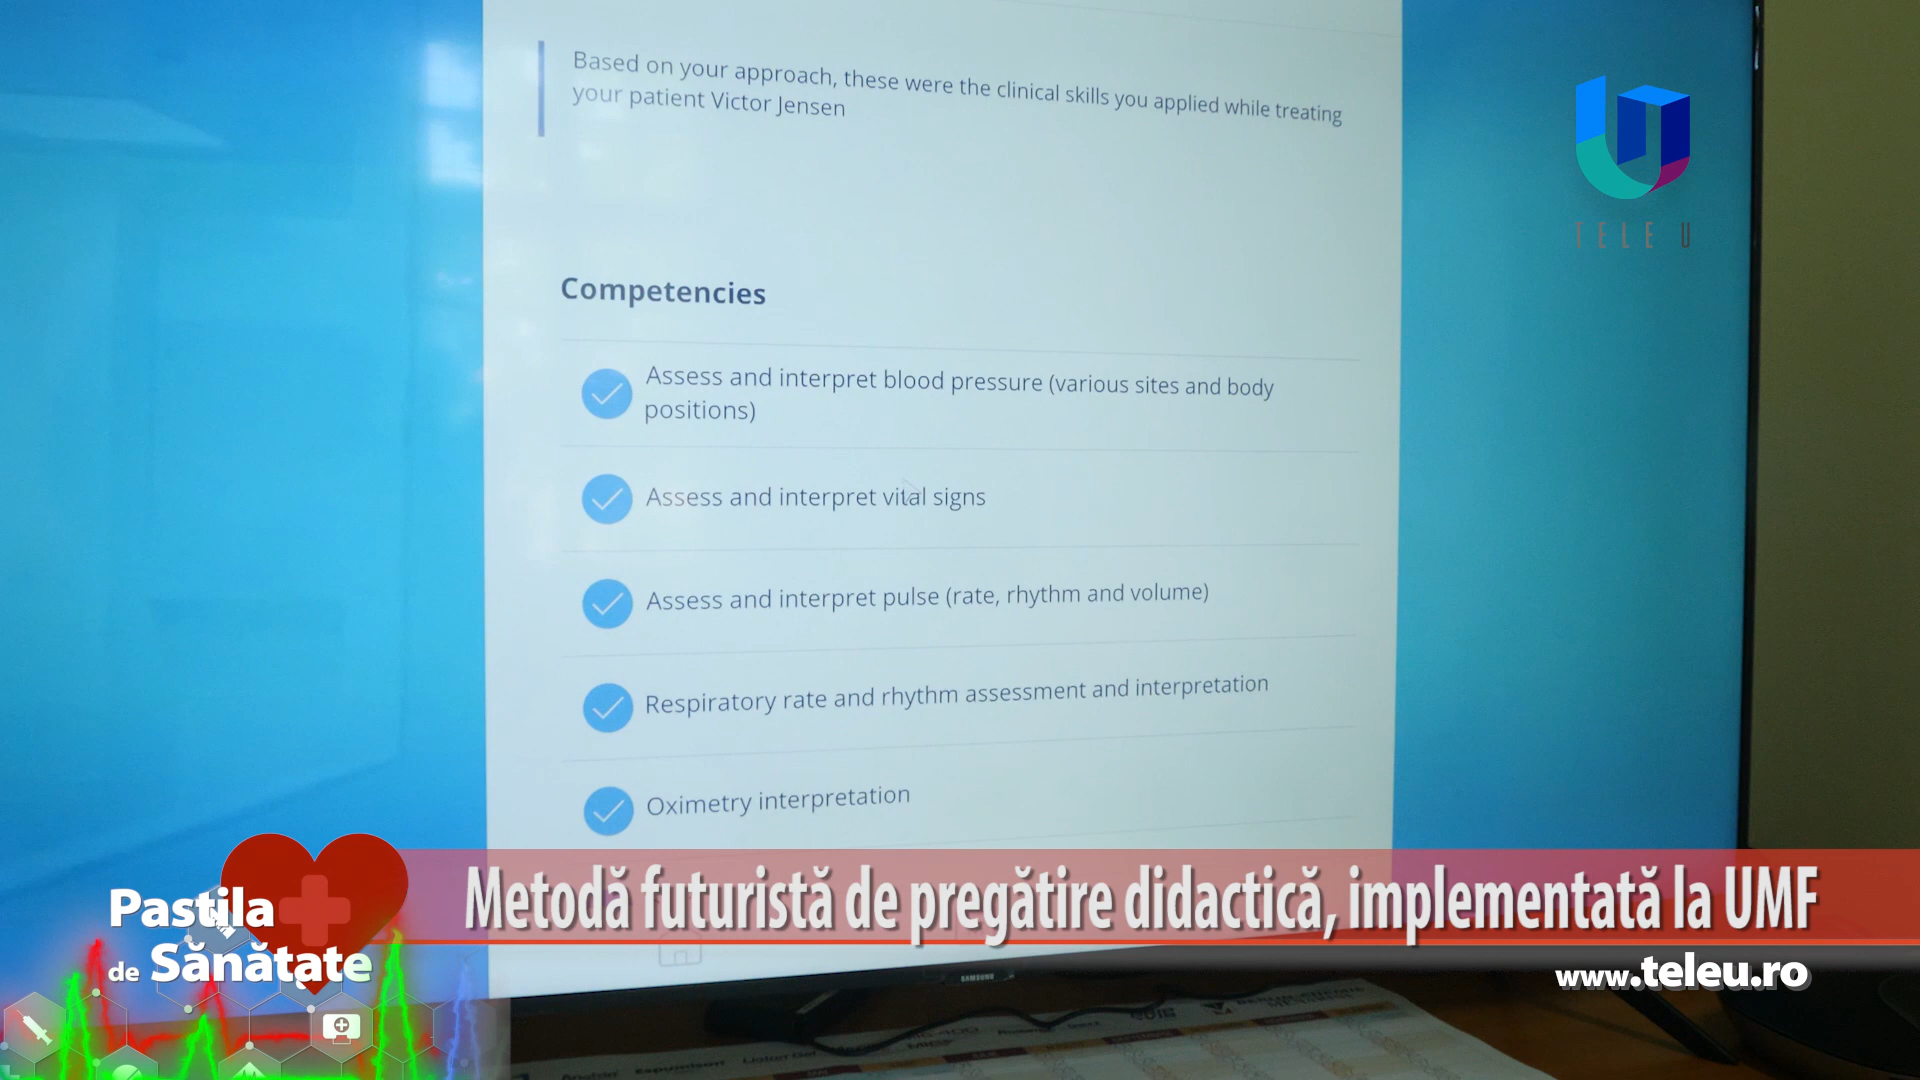 Based on your approach, these were the clinical skills you applied while treating
your patient Victor Jensen
TELE U
Competencies
Assess and interpret blood pressure (various sites and body
positions)
Assess and interpret vital signs
Assess and interpret pulse (rate, rhythm and volume)
Respiratory rate and rhythm assessment and interpretation
Oximetry interpretation
Pastila
de Sănătate
Metodă futuristă de pregătire didactică, implementată la UMF
www.teleu.ro
SAMSUNG